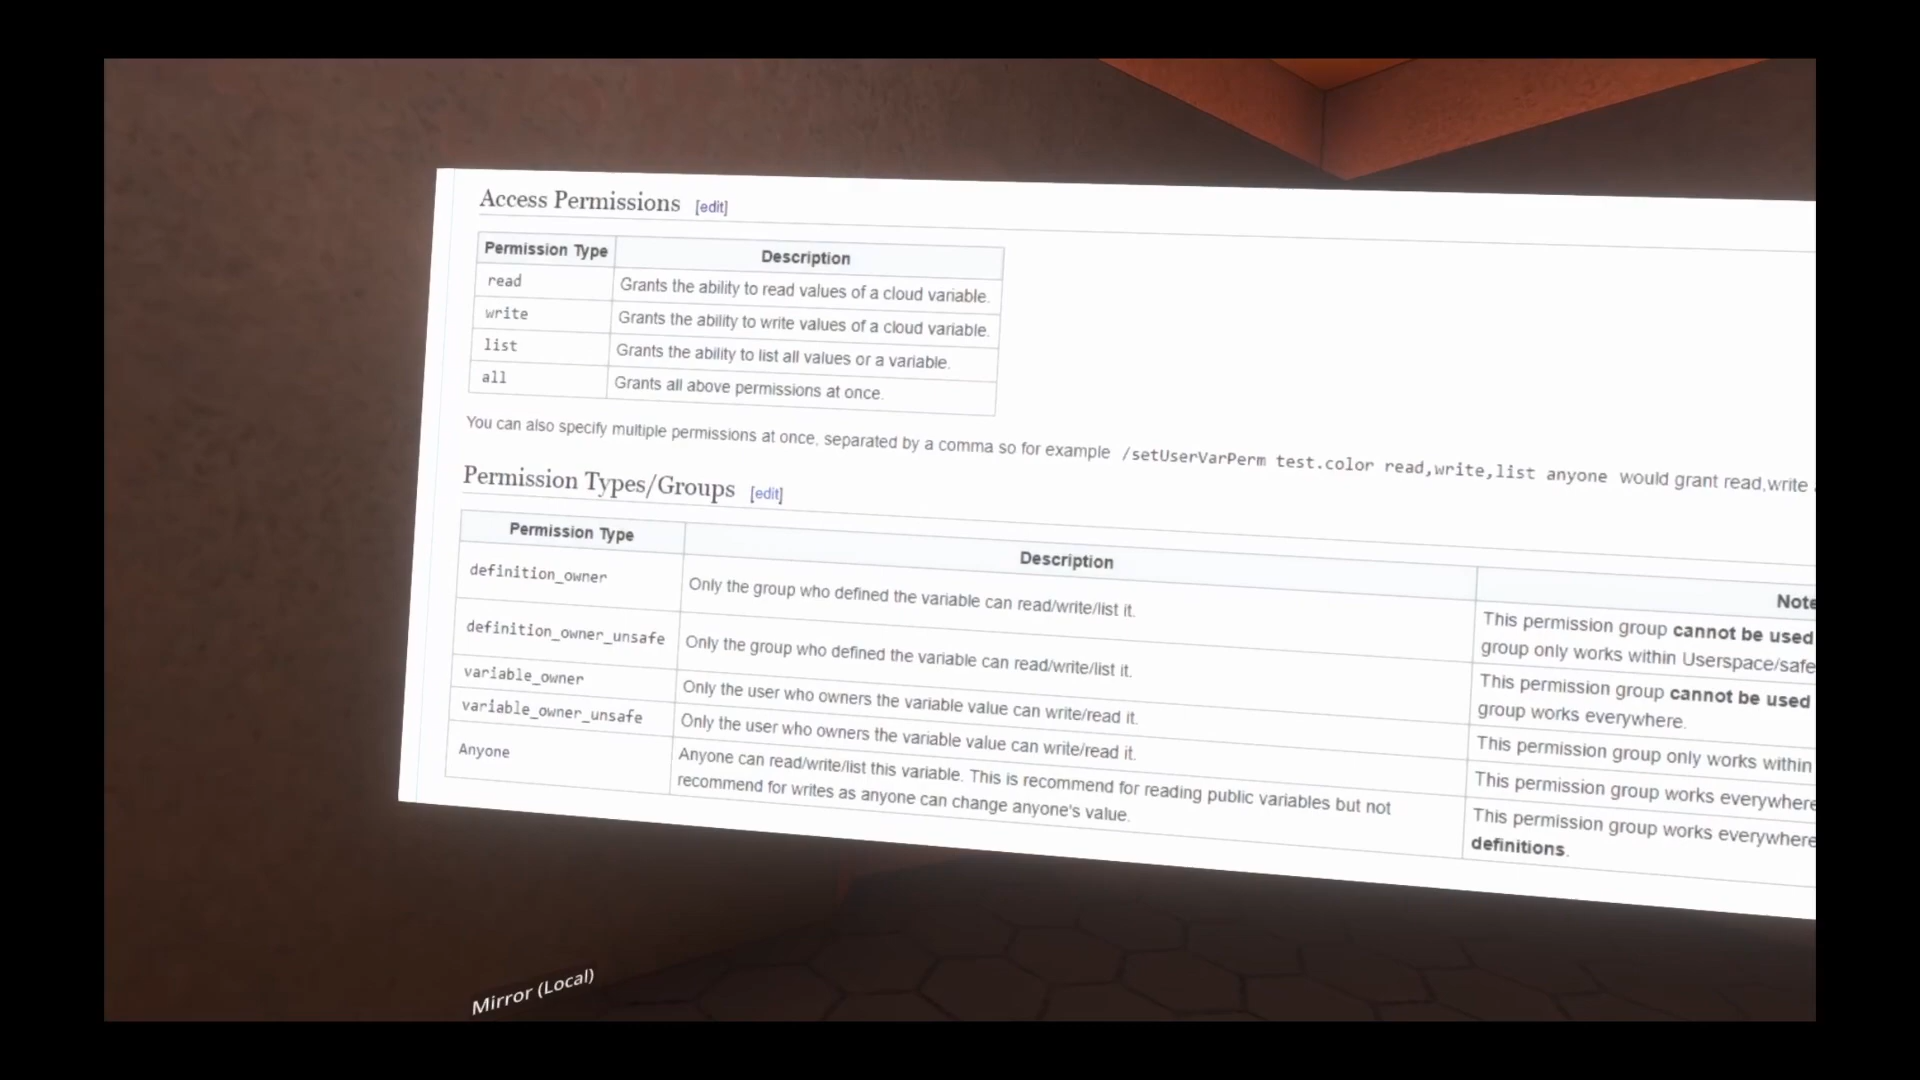 Access Permissions [edit]
Permission Type Description
read Grants the ability to read values of a cloud variable.
write Grants the ability to write values of a cloud variable.
list Grants the ability to list all values or a variable.
all Grants all above permissions at once.
You can also specify multiple permissions at once, separated by a comma so for example /setUserVarPerm test.color read,write,list anyone would grant read,write
Permission Types/Groups [edit]
Permission Type Description Note
definition_owner Only the group who defined the variable can read/write/list it. This permission group cannot be used
group only works within Userspace/safe
definition_owner_unsafe Only the group who defined the variable can read/write/list it. This permission group cannot be used
group works everywhere.
variable_owner Only the user who owners the variable value can write/read it. This permission group only works within
variable_owner_unsafe Only the user who owners the variable value can write/read it. This permission group works everywhere
Anyone Anyone can read/write/list this variable. This is recommend for reading public variables but not This permission group works everywhere
recommend for writes as anyone can change anyone's value. definitions.
Mirror (Local)